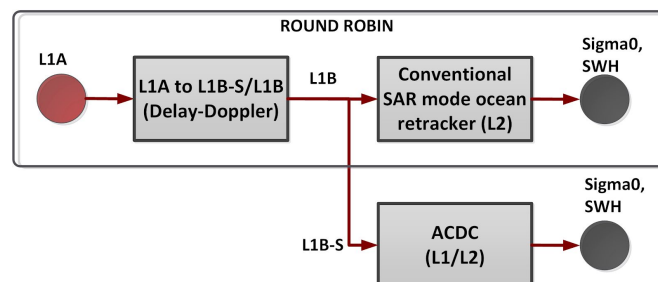 ROUND ROBIN
L1A
L1A to L1B-S/L1B
(Delay-Doppler)
L1B
Conventional
SAR mode ocean
retracker (L2)
Sigma0,
SWH
L1B-S
ACDC
(L1/L2)
Sigma0,
SWH